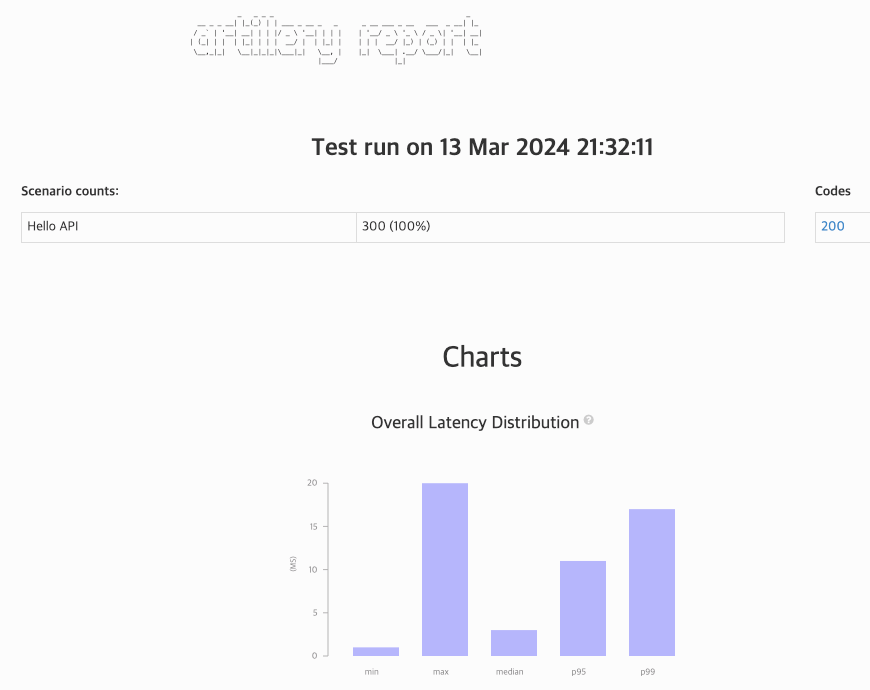 artillery report
Test run on 13 Mar 2024 21:32:11
Scenario counts:
Codes
Hello API 300 (100%)
200
Charts
Overall Latency Distribution ?
20
15
(MS)
10
5
0
min max median p95 p99